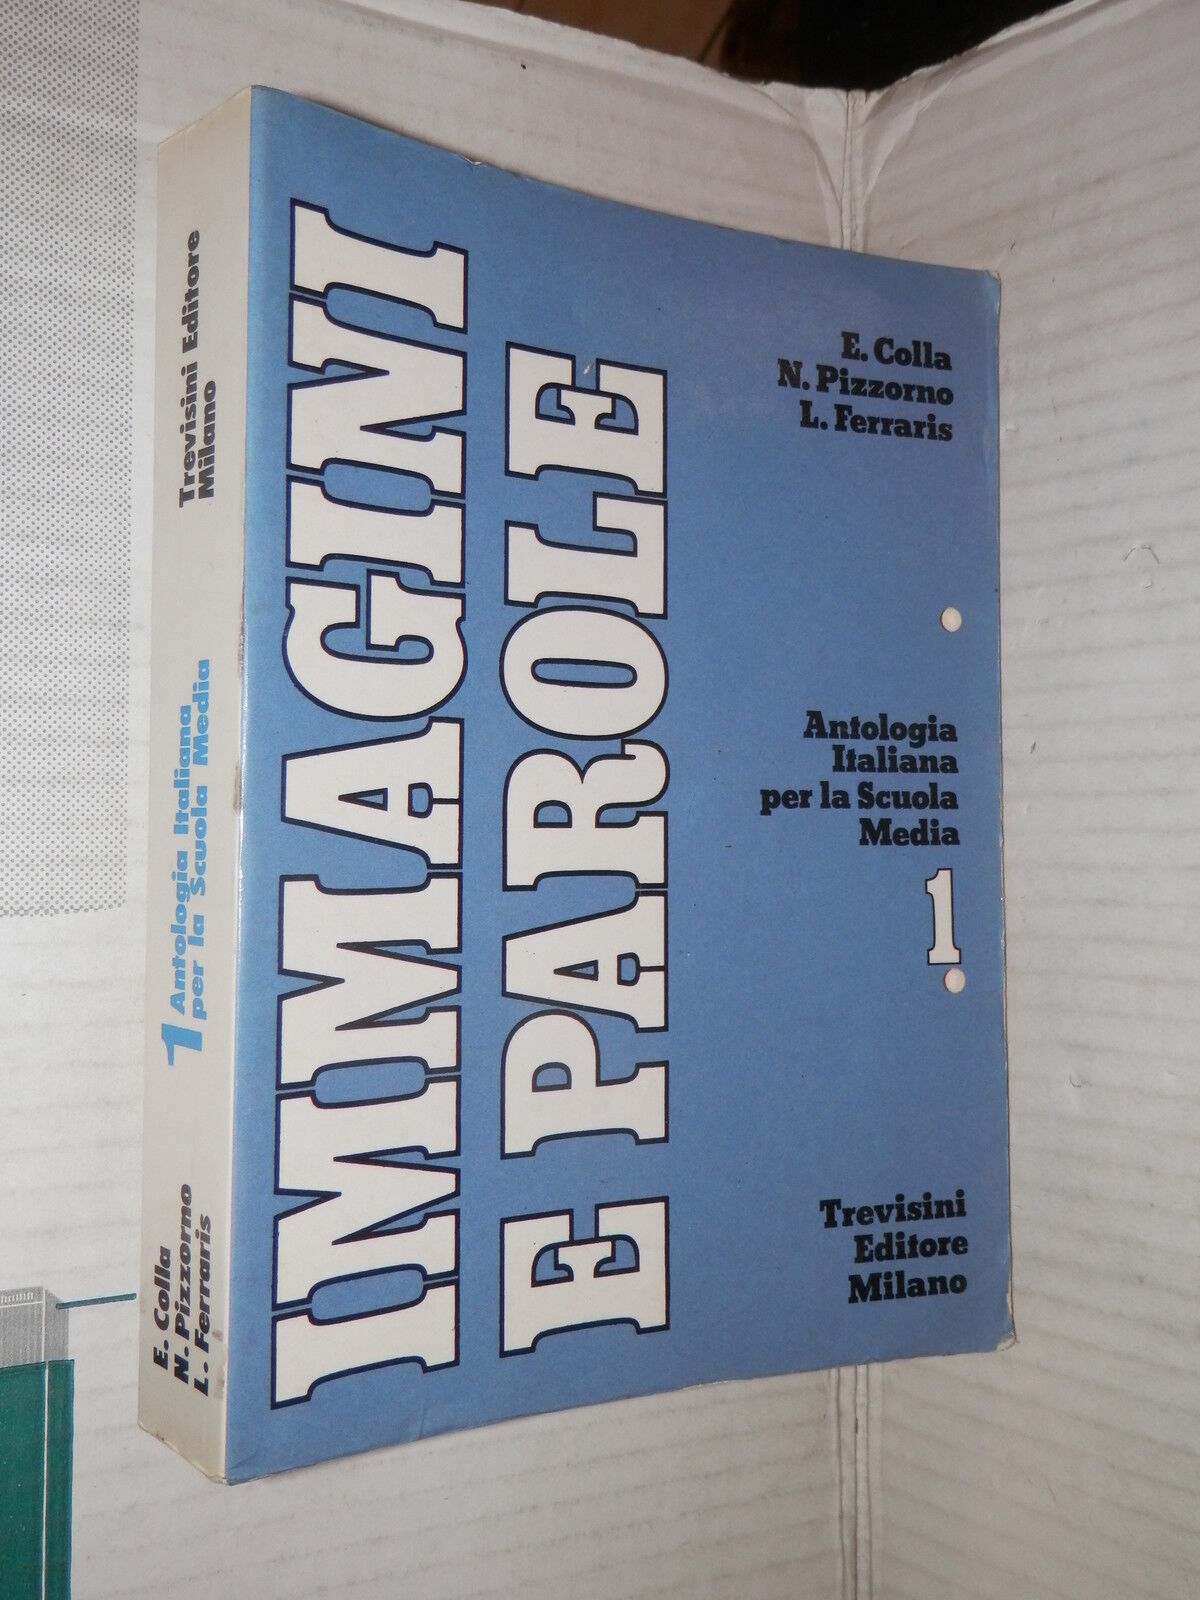 IMMAGINI
E PAROLE
E. Colla
N. Pizzorno
L. Ferraris
Antologia
Italiana
per la Scuola
Media
1
Trevisini
Editore
Milano
E. Colla
N. Pizzorno
L. Ferraris
1 Antologia Italiana
per la Scuola Media
Trevisini Editore
Milano